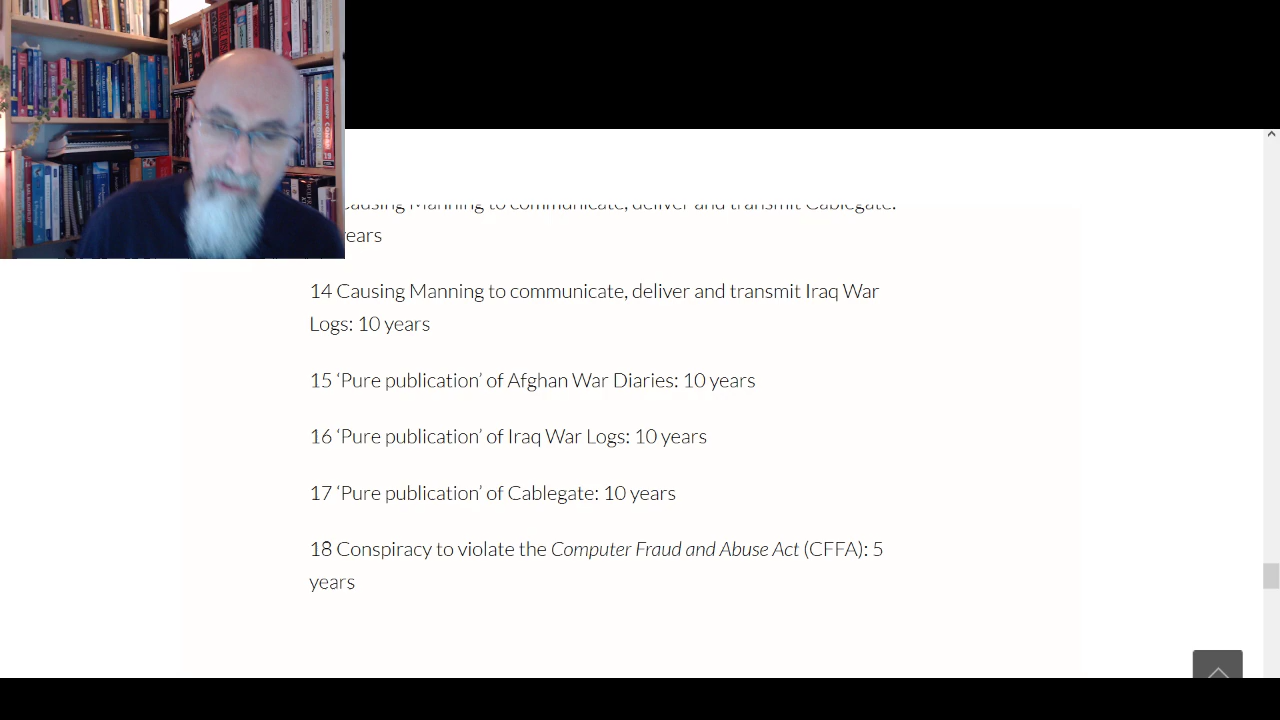 Causing Manning to communicate, deliver and transmit Cablegate:
years
14 Causing Manning to communicate, deliver and transmit Iraq War
Logs: 10 years
15 ‘Pure publication’ of Afghan War Diaries: 10 years
16 ‘Pure publication’ of Iraq War Logs: 10 years
17 ‘Pure publication’ of Cablegate: 10 years
18 Conspiracy to violate the Computer Fraud and Abuse Act (CFFA): 5
years